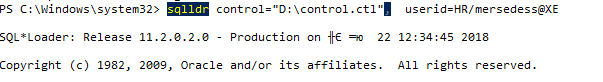 PS C:\Windows\system32> sqlldr control="D:\control.ctl", userid=HR/mersedess@XE
SQL*Loader: Release 11.2.0.2.0 - Production on ╫Є ═ю 22 12:34:45 2018
Copyright (c) 1982, 2009, Oracle and/or its affiliates. All rights reserved.